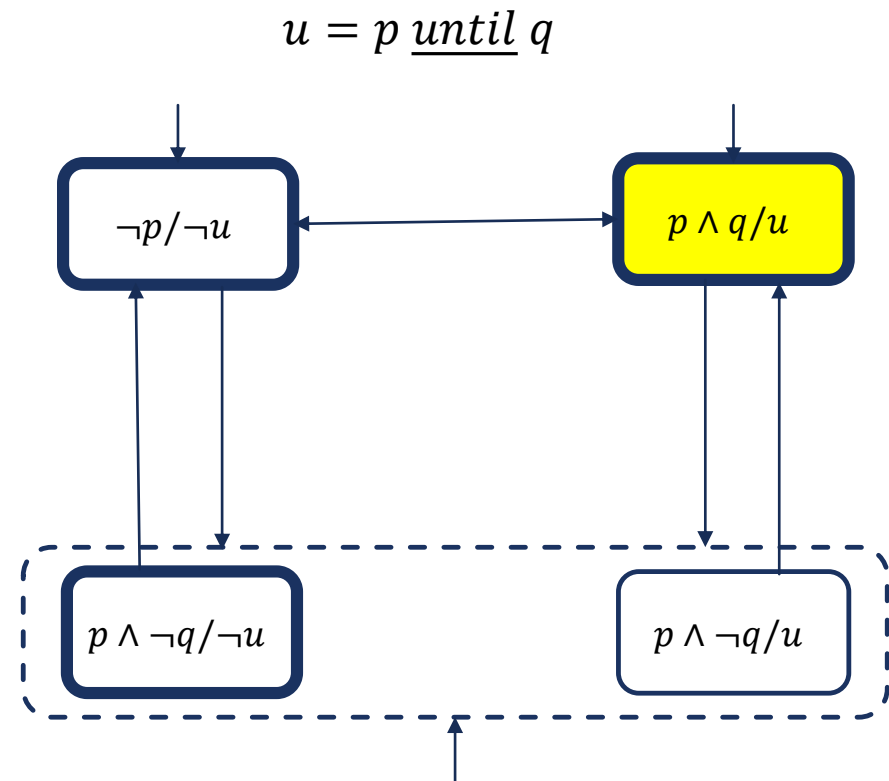 u = p until q
¬p/¬u
p ∧ q/u
p ∧ ¬q/¬u
p ∧ ¬q/u